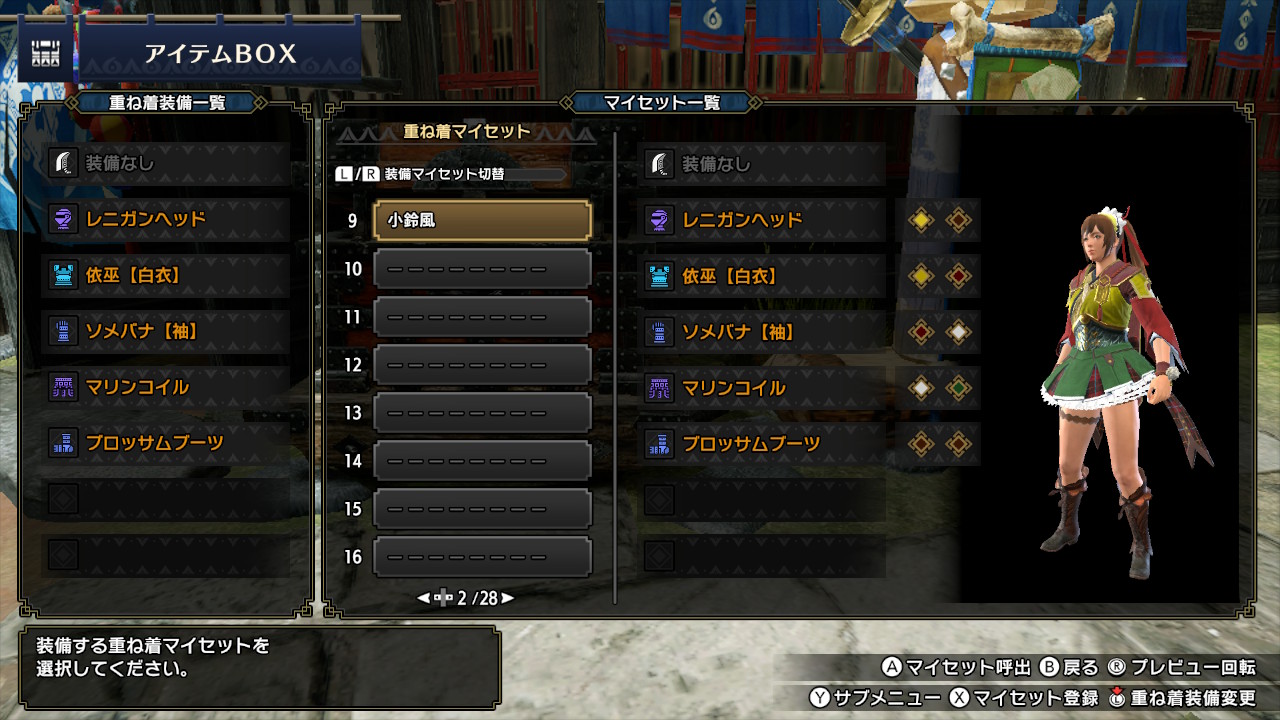 アイテムBOX
重ね着装備一覧
装備なし
レニガンヘッド
依巫【白衣】
ソメバナ【袖】
マリンコイル
ブロッサムブーツ
マイセット一覧
重ね着マイセット
L/R 装備マイセット切替
9 小鈴風
10 －－－－－－－－
11 －－－－－－－－
12 －－－－－－－－
13 －－－－－－－－
14 －－－－－－－－
15 －－－－－－－－
16 －－－－－－－－
2 /28
装備なし
レニガンヘッド
依巫【白衣】
ソメバナ【袖】
マリンコイル
ブロッサムブーツ
装備する重ね着マイセットを
選択してください。
Ⓐマイセット呼出 Ⓑ戻る Ⓡプレビュー回転
Ⓨサブメニュー Ⓧマイセット登録 Ⓛ重ね着装備変更